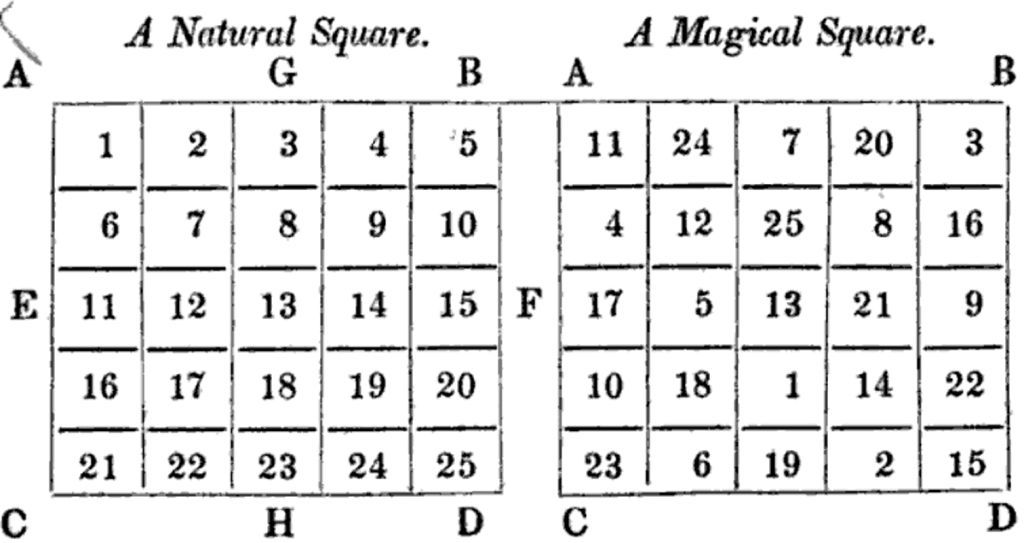 A Natural Square. A Magical Square.
A G B A B
1 2 3 4 5 11 24 7 20 3
6 7 8 9 10 4 12 25 8 16
E 11 12 13 14 15 F 17 5 13 21 9
16 17 18 19 20 10 18 1 14 22
21 22 23 24 25 23 6 19 2 15
C H D C D